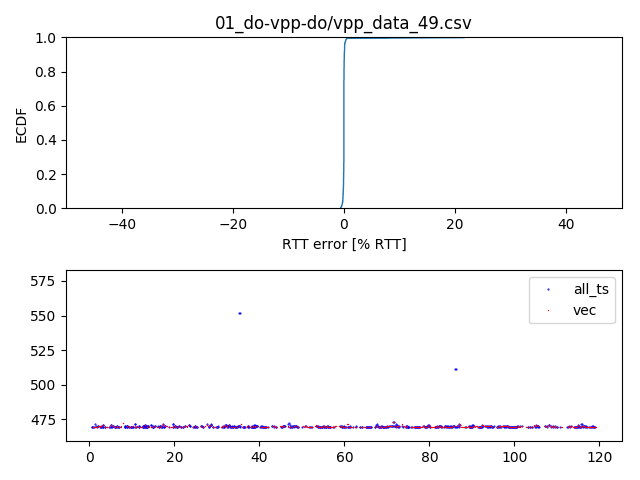 01_do-vpp-do/vpp_data_49.csv
1.0
0.8
0.6
0.4
0.2
0.0
ECDF
−40 −20 0 20 40
RTT error [% RTT]
575
550
525
500
475
all_ts
vec
0 20 40 60 80 100 120